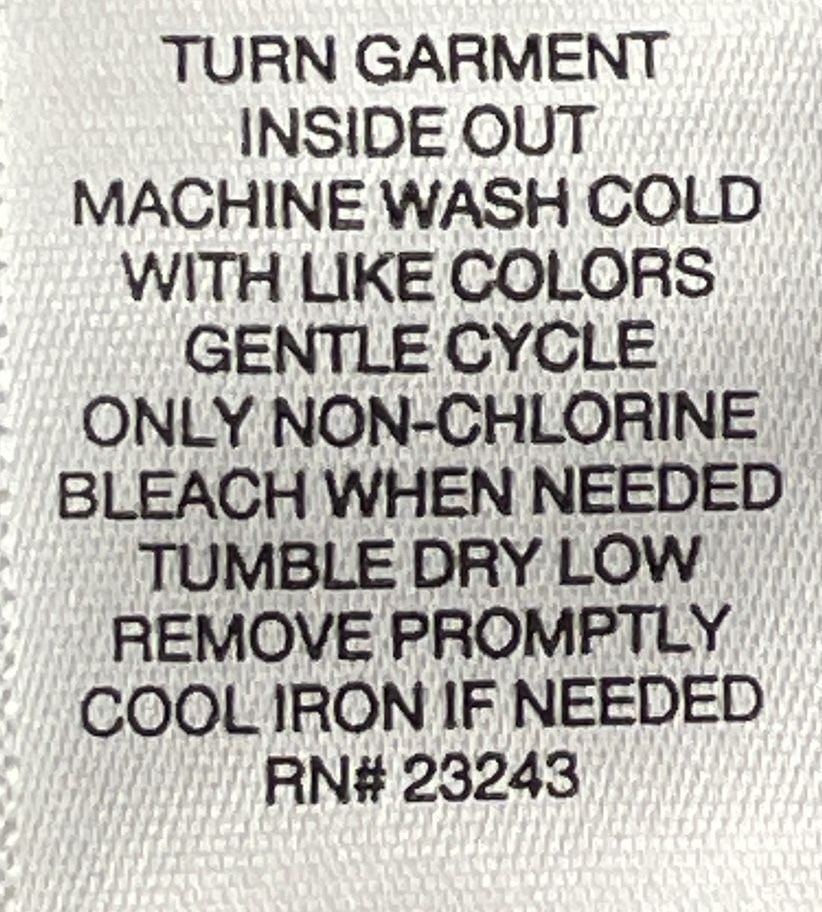 TURN GARMENT
INSIDE OUT
MACHINE WASH COLD
WITH LIKE COLORS
GENTLE CYCLE
ONLY NON-CHLORINE
BLEACH WHEN NEEDED
TUMBLE DRY LOW
REMOVE PROMPTLY
COOL IRON IF NEEDED
RN# 23243